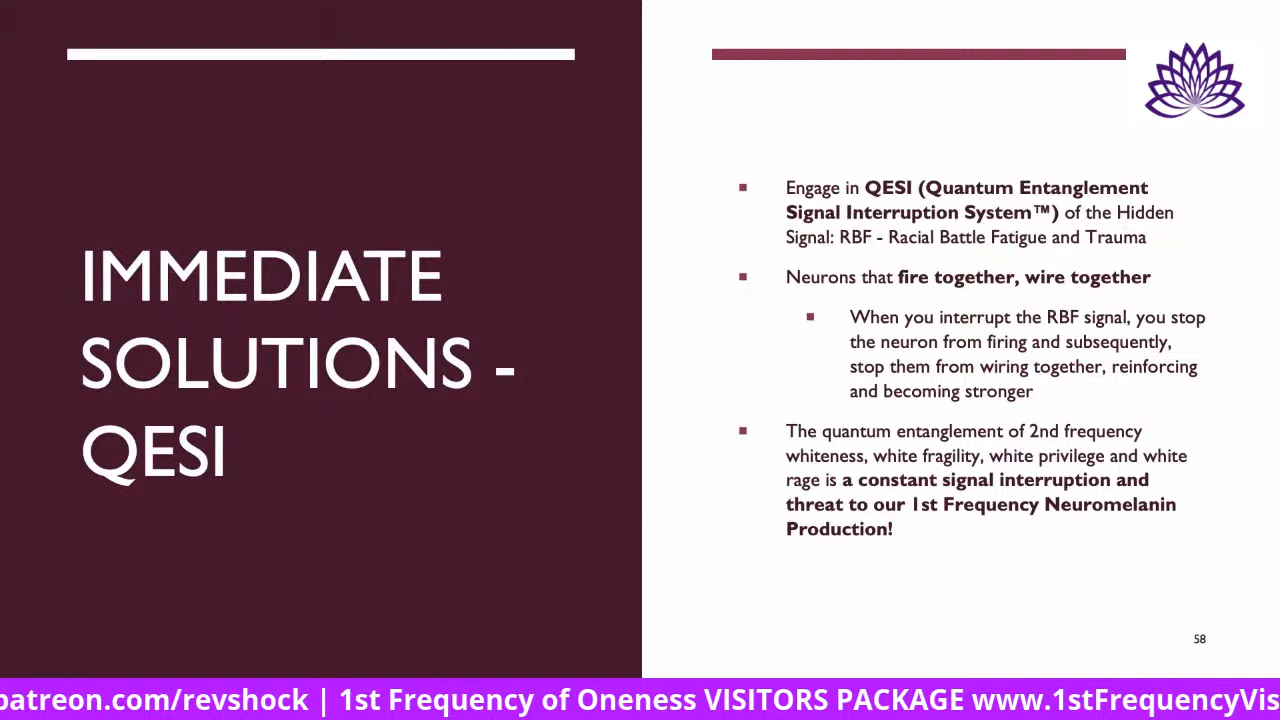 IMMEDIATE
SOLUTIONS -
QESI
Engage in QESI (Quantum Entanglement
Signal Interruption System™) of the Hidden
Signal: RBF - Racial Battle Fatigue and Trauma
Neurons that fire together, wire together
When you interrupt the RBF signal, you stop
the neuron from firing and subsequently,
stop them from wiring together, reinforcing
and becoming stronger
The quantum entanglement of 2nd frequency
whiteness, white fragility, white privilege and white
rage is a constant signal interruption and
threat to our 1st Frequency Neuromelanin
Production!
58
patreon.com/revshock | 1st Frequency of Oneness VISITORS PACKAGE www.1stFrequencyVis